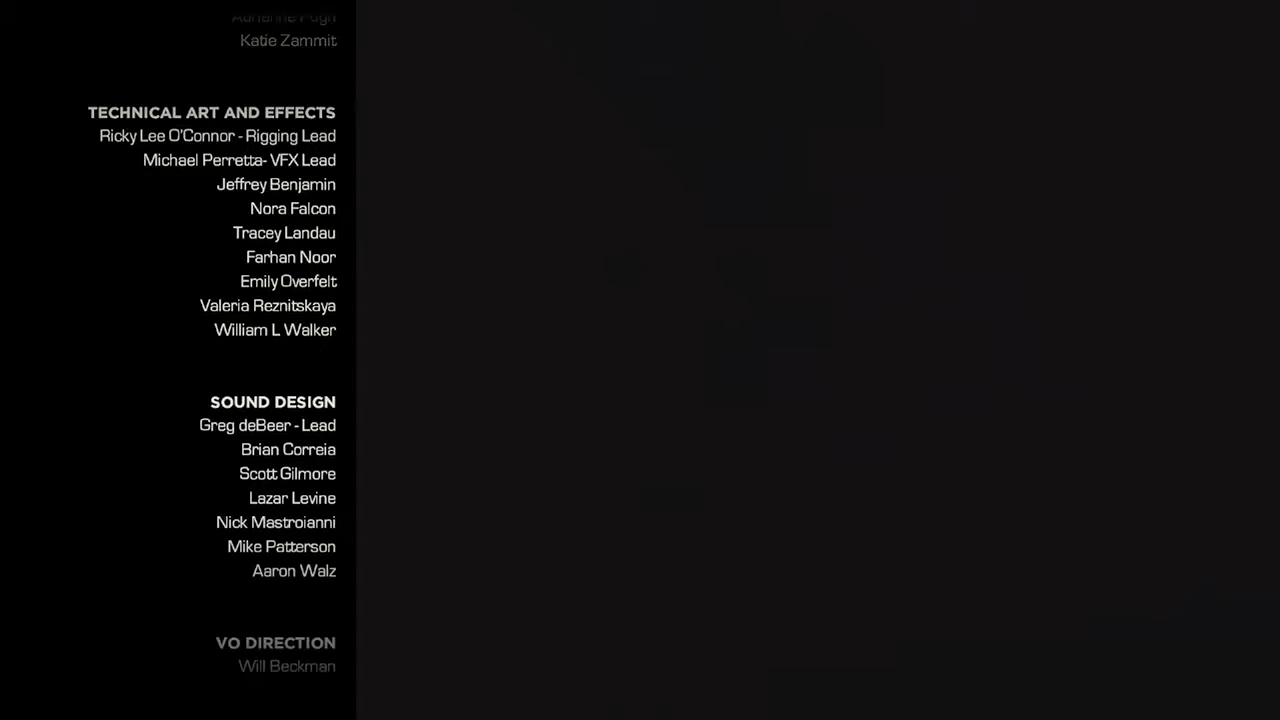 Adrianne Pugh
Katie Zammit
TECHNICAL ART AND EFFECTS
Ricky Lee O'Connor - Rigging Lead
Michael Perretta- VFX Lead
Jeffrey Benjamin
Nora Falcon
Tracey Landau
Farhan Noor
Emily Overfelt
Valeria Reznitskaya
William L Walker
SOUND DESIGN
Greg deBeer - Lead
Brian Correia
Scott Gilmore
Lazar Levine
Nick Mastroianni
Mike Patterson
Aaron Walz
VO DIRECTION
Will Beckman